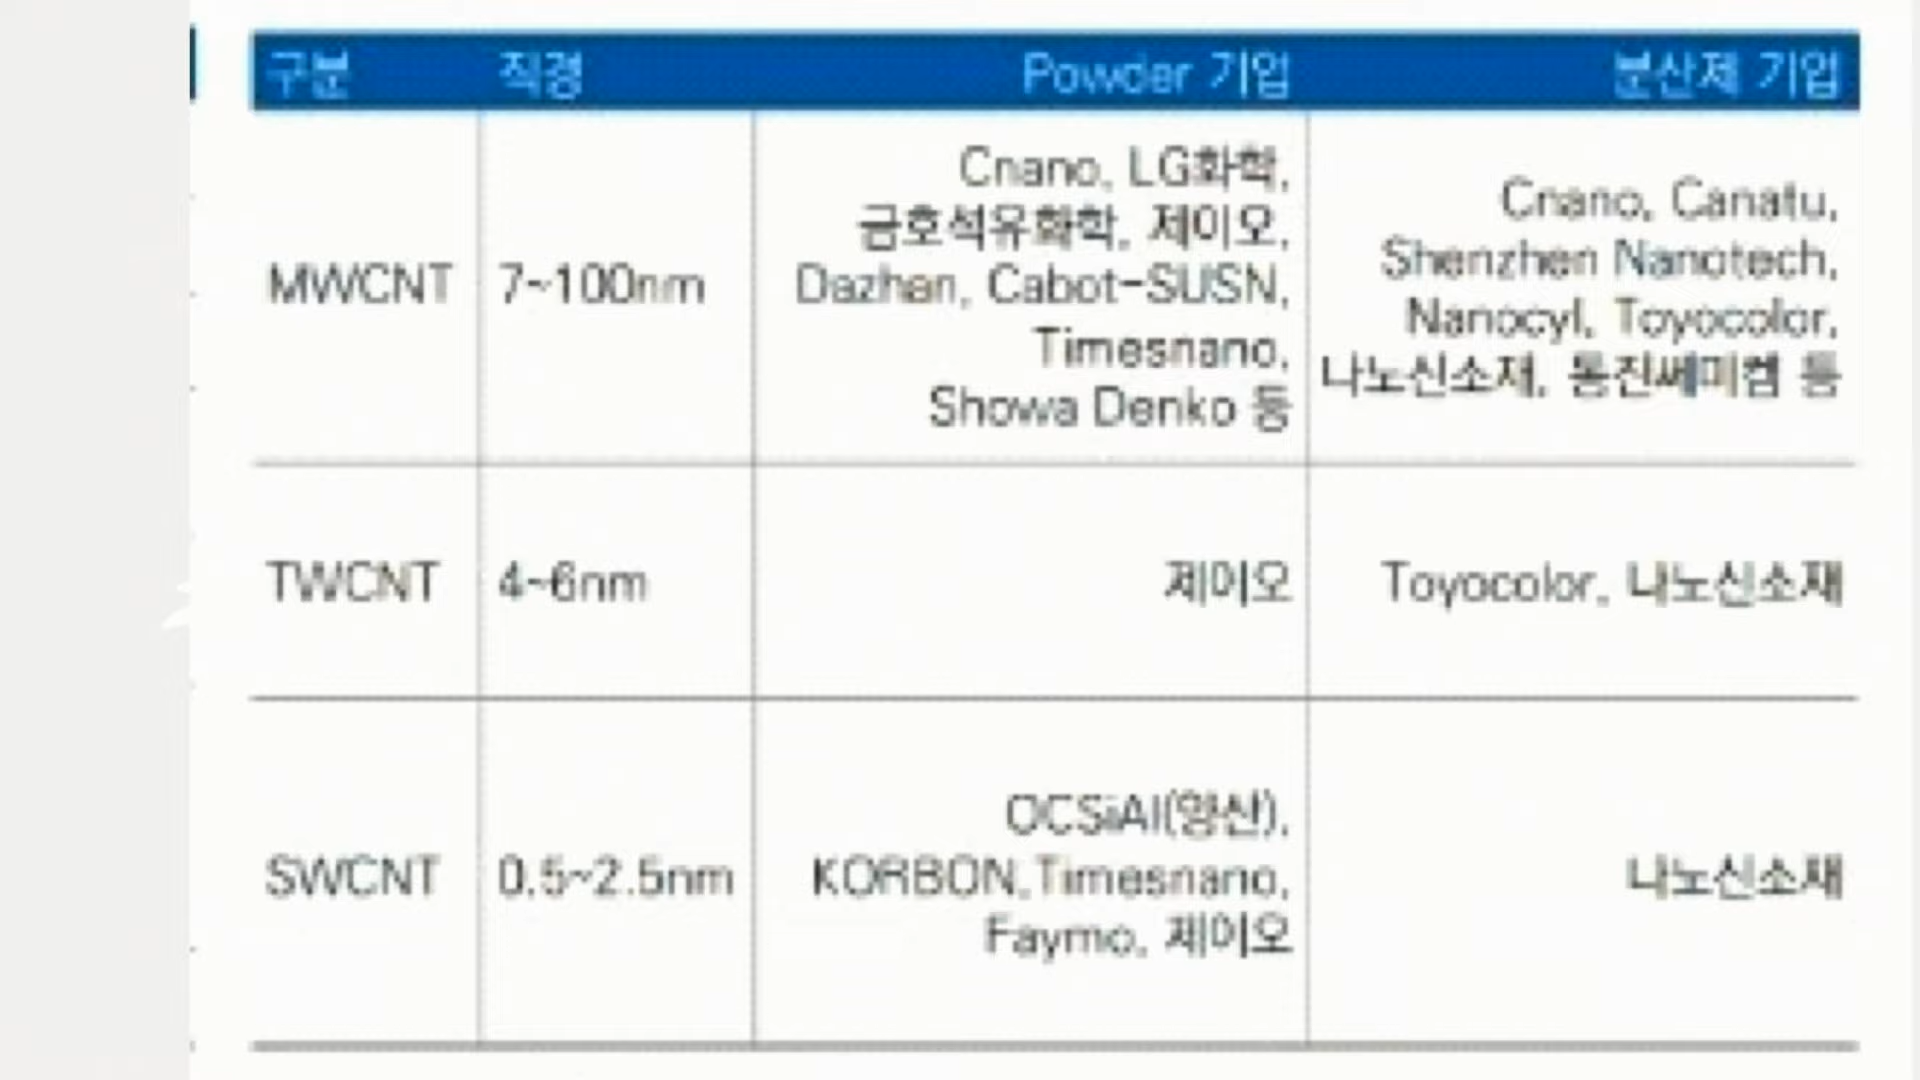 구분 직경 Powder 기업 분산제 기업
MWCNT 7~100nm
Cnano, LG화학,
금호석유화학, 제이오,
Dazhan, Cabot-SUSN,
Timesnano,
Showa Denko 등
Cnano, Canatu,
Shenzhen Nanotech,
Nanocyl, Toyocolor,
나노신소재, 동진쎄미켐 등
TWCNT 4~6nm 제이오 Toyocolor, 나노신소재
SWCNT 0.5~2.5nm
OCSiAl(양산),
KORBON,Timesnano,
Faymo, 제이오
나노신소재